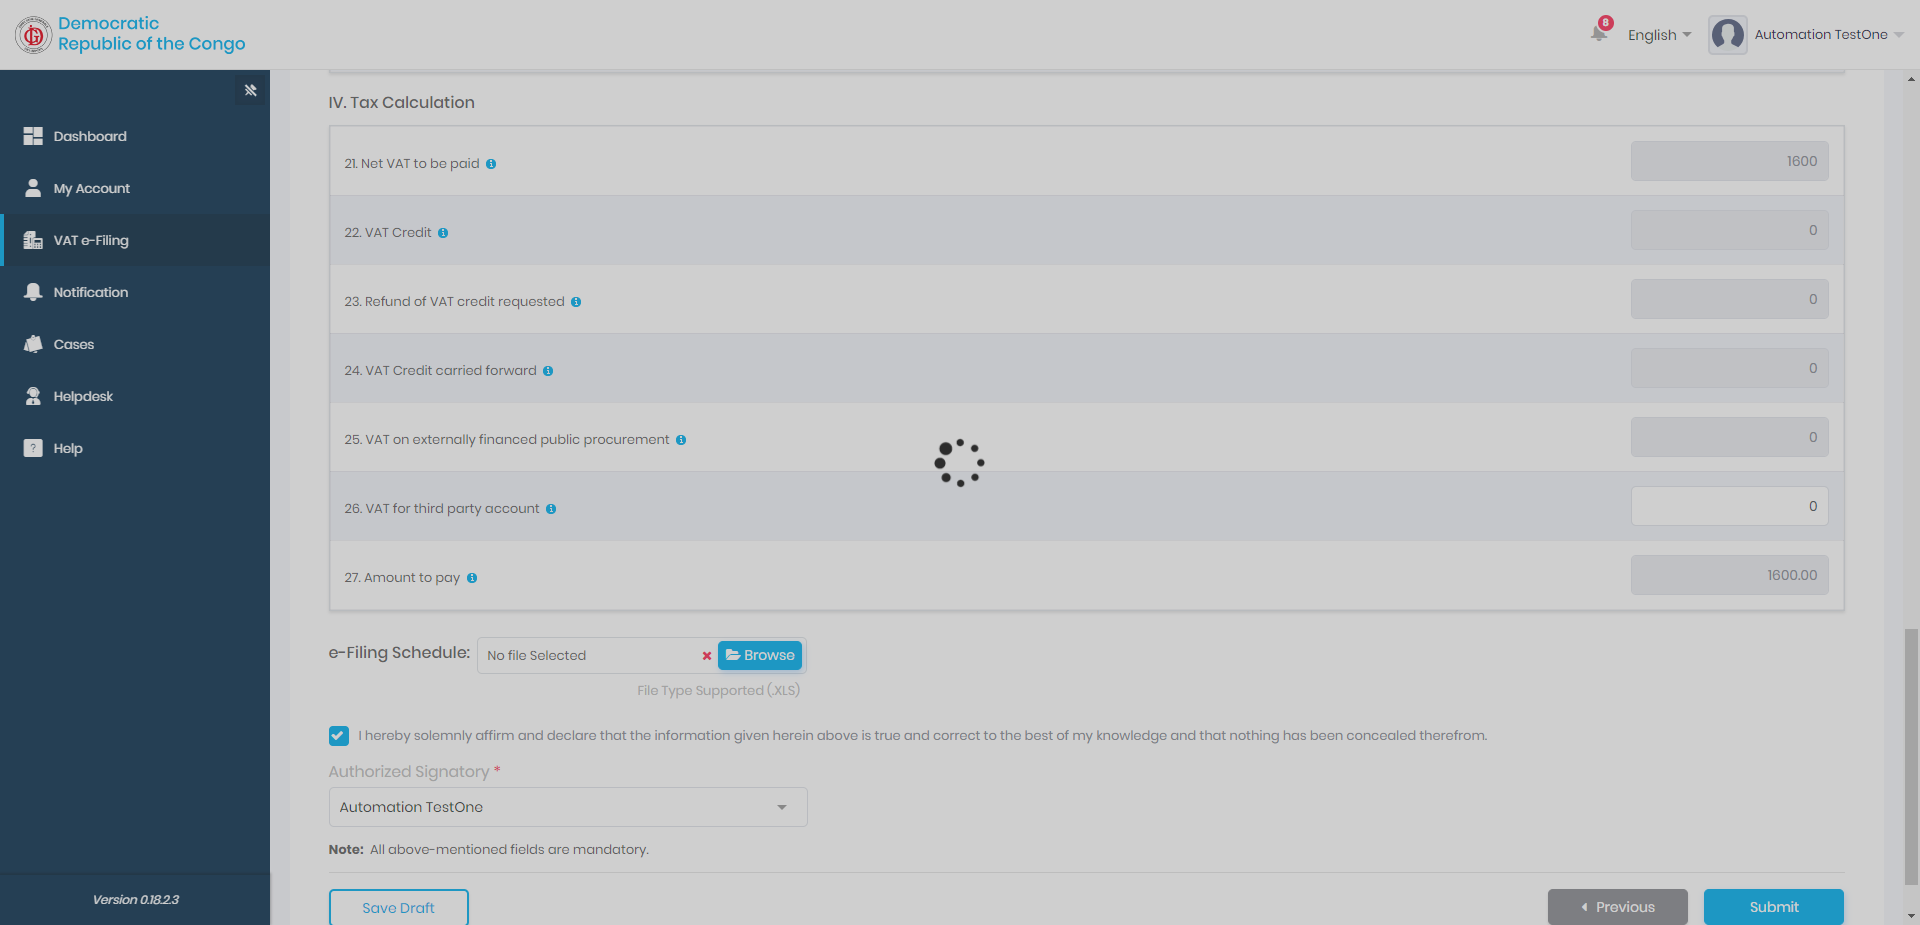 Democratic
Republic of the Congo
8
English
Automation TestOne
Dashboard
My Account
VAT e-Filing
Notification
Cases
Helpdesk
Help
Version 0.18.2.3
IV. Tax Calculation
21. Net VAT to be paid
1600
22. VAT Credit
0
23. Refund of VAT credit requested
0
24. VAT Credit carried forward
0
25. VAT on externally financed public procurement
0
26. VAT for third party account
0
27. Amount to pay
1600.00
e-Filing Schedule: No file Selected Browse
File Type Supported (.XLS)
I hereby solemnly affirm and declare that the information given herein above is true and correct to the best of my knowledge and that nothing has been concealed therefrom.
Authorized Signatory *
Automation TestOne
Note: All above-mentioned fields are mandatory.
Save Draft
Previous
Submit